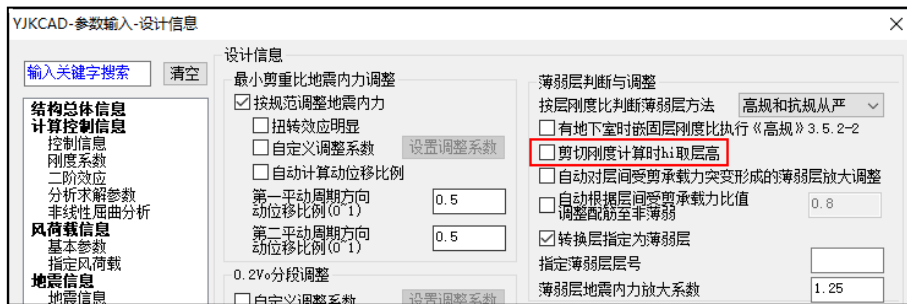 YJKCAD-参数输入-设计信息
输入关键字搜索
清空
结构总体信息
计算控制信息
控制信息
刚度系数
二阶效应
分析求解参数
非线性屈曲分析
风荷载信息
基本参数
指定风荷载
地震信息
地震信息
设计信息
最小剪重比地震内力调整
按规范调整地震内力
扭转效应明显
自定义调整系数
设置调整系数
自动计算动位移比例
第一平动周期方向
动位移比例(0~1)
0.5
第二平动周期方向
动位移比例(0~1)
0.5
0.2V₀分段调整
自定义调整系数
设置调整系数
薄弱层判断与调整
按层刚度比判断薄弱层方法
高规和抗规从严
有地下室时嵌固层刚度比执行《高规》3.5.2-2
剪切刚度计算时hi取层高
自动对层间受剪承载力突变形成的薄弱层放大调整
自动根据层间受剪承载力比值
调整配筋至非薄弱
0.8
转换层指定为薄弱层
指定薄弱层层号
薄弱层地震内力放大系数
1.25